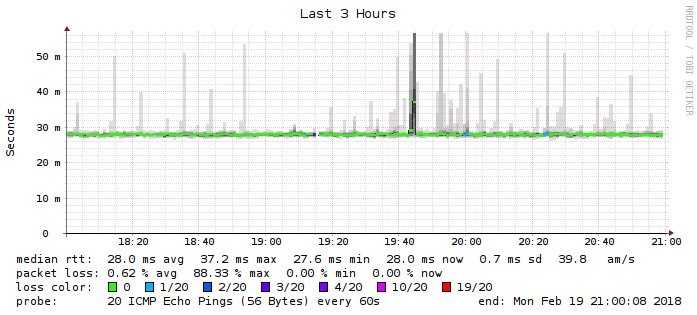 Last 3 Hours
RRDTOOL / TOBI OETIKER
Seconds
50 m
40 m
30 m
20 m
10 m
0
18:20 18:40 19:00 19:20 19:40 20:00 20:20 20:40 21:00
median rtt: 28.0 ms avg 37.2 ms max 27.6 ms min 28.0 ms now 0.7 ms sd 39.8 am/s
packet loss: 0.62 % avg 88.33 % max 0.00 % min 0.00 % now
loss color: 0 1/20 2/20 3/20 4/20 10/20 19/20
probe: 20 ICMP Echo Pings (56 Bytes) every 60s end: Mon Feb 19 21:00:08 2018